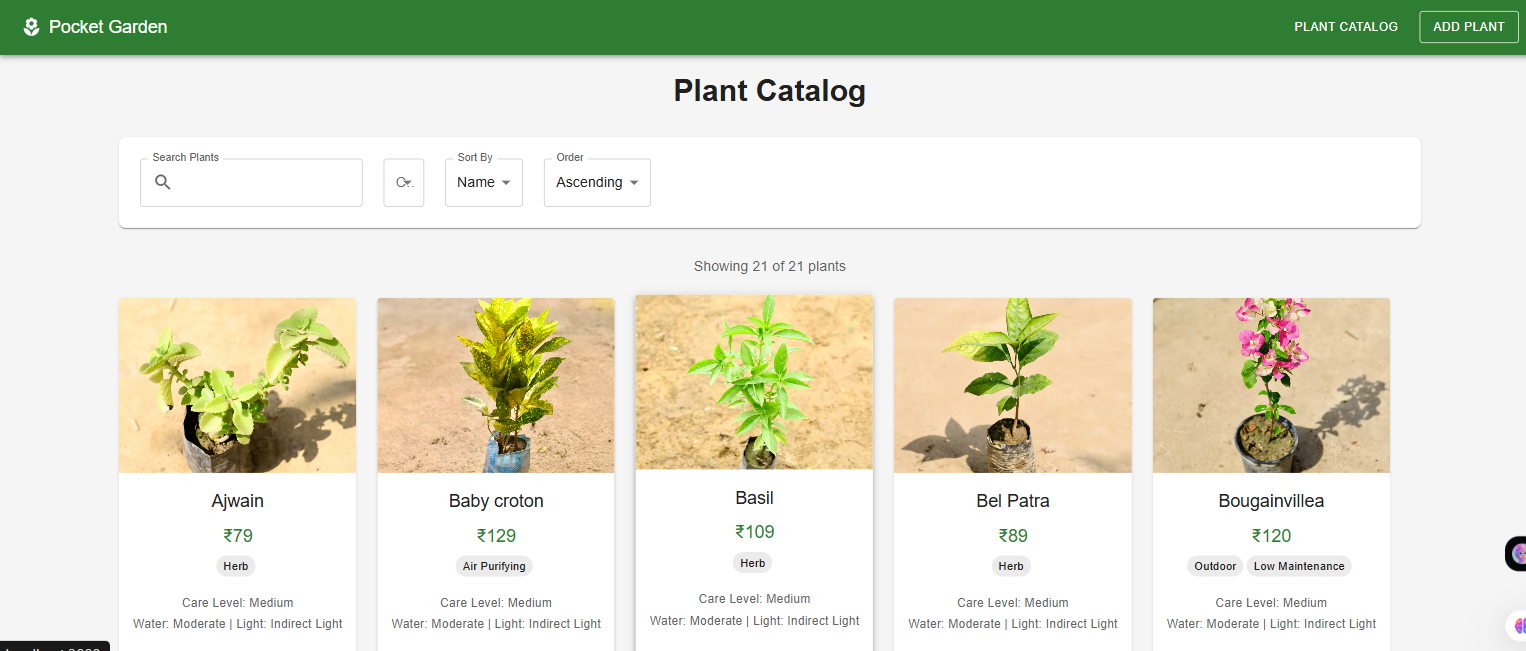 Pocket Garden
PLANT CATALOG
ADD PLANT
Plant Catalog
Search Plants
Sort By
Name
Order
Ascending
Showing 21 of 21 plants
Ajwain
₹79
Herb
Care Level: Medium
Water: Moderate | Light: Indirect Light
Baby croton
₹129
Air Purifying
Care Level: Medium
Water: Moderate | Light: Indirect Light
Basil
₹109
Herb
Care Level: Medium
Water: Moderate | Light: Indirect Light
Bel Patra
₹89
Herb
Care Level: Medium
Water: Moderate | Light: Indirect Light
Bougainvillea
₹120
Outdoor Low Maintenance
Care Level: Medium
Water: Moderate | Light: Indirect Light